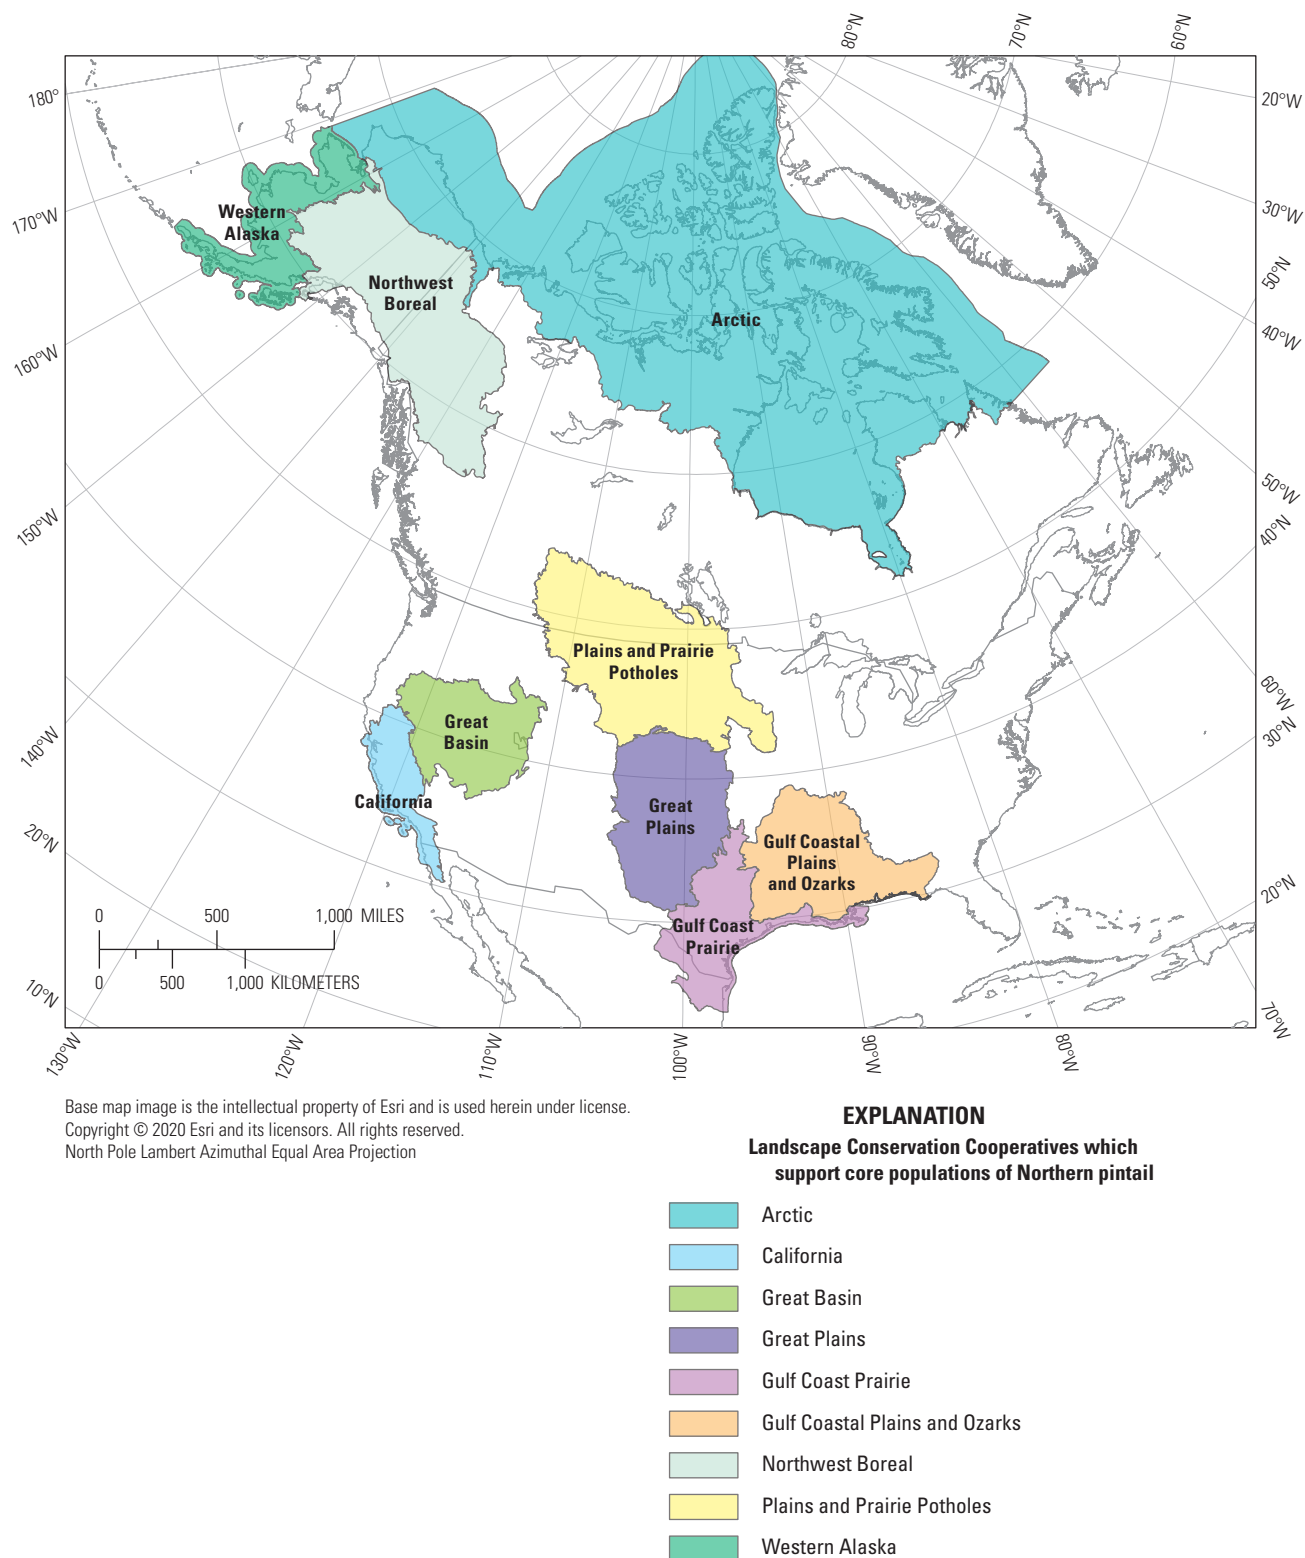 80°N
70°N
60°N
180°
20°W
170°W
30°W
50°N
160°W
40°W
150°W
50°W
40°N
140°W
60°W
30°N
20°N
20°N
10°N
70°W
130°W
120°W
110°W
100°W
90°W
80°W
Western
Alaska
Northwest
Boreal
Arctic
Plains and Prairie
Potholes
Great
Basin
California
Great
Plains
Gulf Coastal
Plains
and Ozarks
Gulf Coast
Prairie
0 500 1,000 MILES
0 500 1,000 KILOMETERS
Base map image is the intellectual property of Esri and is used herein under license.
Copyright © 2020 Esri and its licensors. All rights reserved.
North Pole Lambert Azimuthal Equal Area Projection
EXPLANATION
Landscape Conservation Cooperatives which
support core populations of Northern pintail
Arctic
California
Great Basin
Great Plains
Gulf Coast Prairie
Gulf Coastal Plains and Ozarks
Northwest Boreal
Plains and Prairie Potholes
Western Alaska